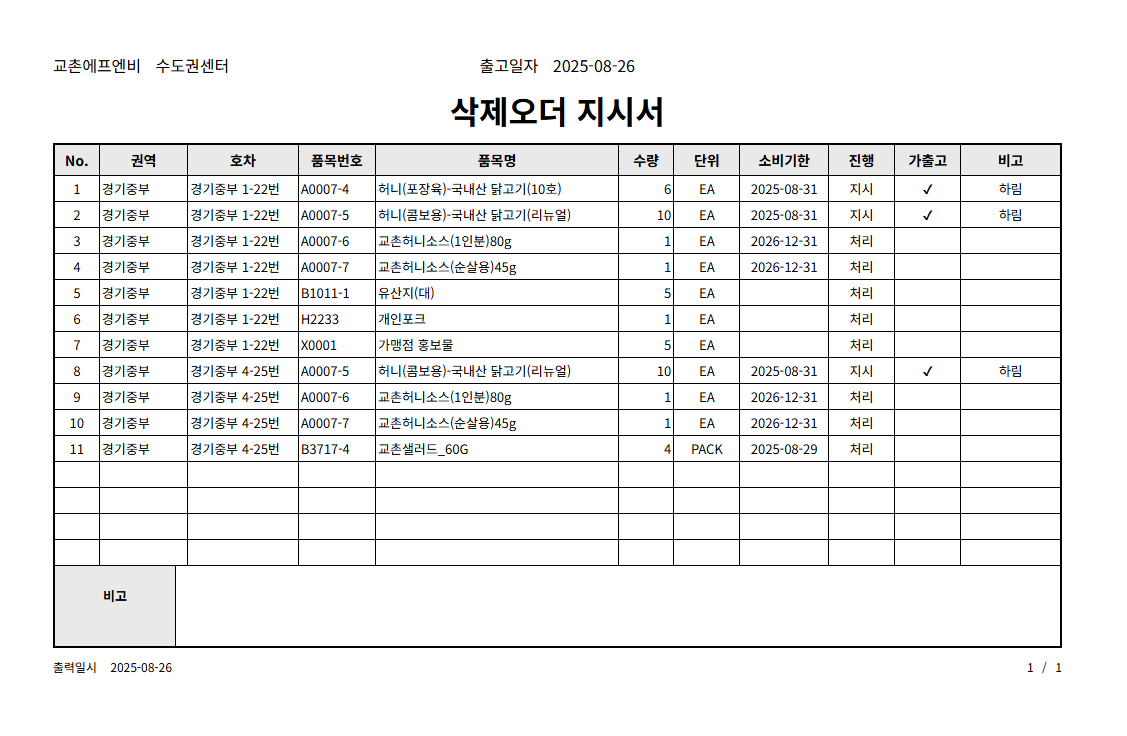 교촌에프엔비 수도권센터 출고일자 2025-08-26
삭제오더 지시서
No. 권역 호차 품목번호 품목명 수량 단위 소비기한 진행 가출고 비고
1 경기중부 경기중부 1-22번 A0007-4 허니(포장육)-국내산 닭고기(10호) 6 EA 2025-08-31 지시 ✓ 하림
2 경기중부 경기중부 1-22번 A0007-5 허니(콤보용)-국내산 닭고기(리뉴얼) 10 EA 2025-08-31 지시 ✓ 하림
3 경기중부 경기중부 1-22번 A0007-6 교촌허니소스(1인분)80g 1 EA 2026-12-31 처리
4 경기중부 경기중부 1-22번 A0007-7 교촌허니소스(순살용)45g 1 EA 2026-12-31 처리
5 경기중부 경기중부 1-22번 B1011-1 유산지(대) 5 EA 처리
6 경기중부 경기중부 1-22번 H2233 개인포크 1 EA 처리
7 경기중부 경기중부 1-22번 X0001 가맹점 홍보물 5 EA 처리
8 경기중부 경기중부 4-25번 A0007-5 허니(콤보용)-국내산 닭고기(리뉴얼) 10 EA 2025-08-31 지시 ✓ 하림
9 경기중부 경기중부 4-25번 A0007-6 교촌허니소스(1인분)80g 1 EA 2026-12-31 처리
10 경기중부 경기중부 4-25번 A0007-7 교촌허니소스(순살용)45g 1 EA 2026-12-31 처리
11 경기중부 경기중부 4-25번 B3717-4 교촌샐러드_60G 4 PACK 2025-08-29 처리
비고
출력일시 2025-08-26 1 / 1